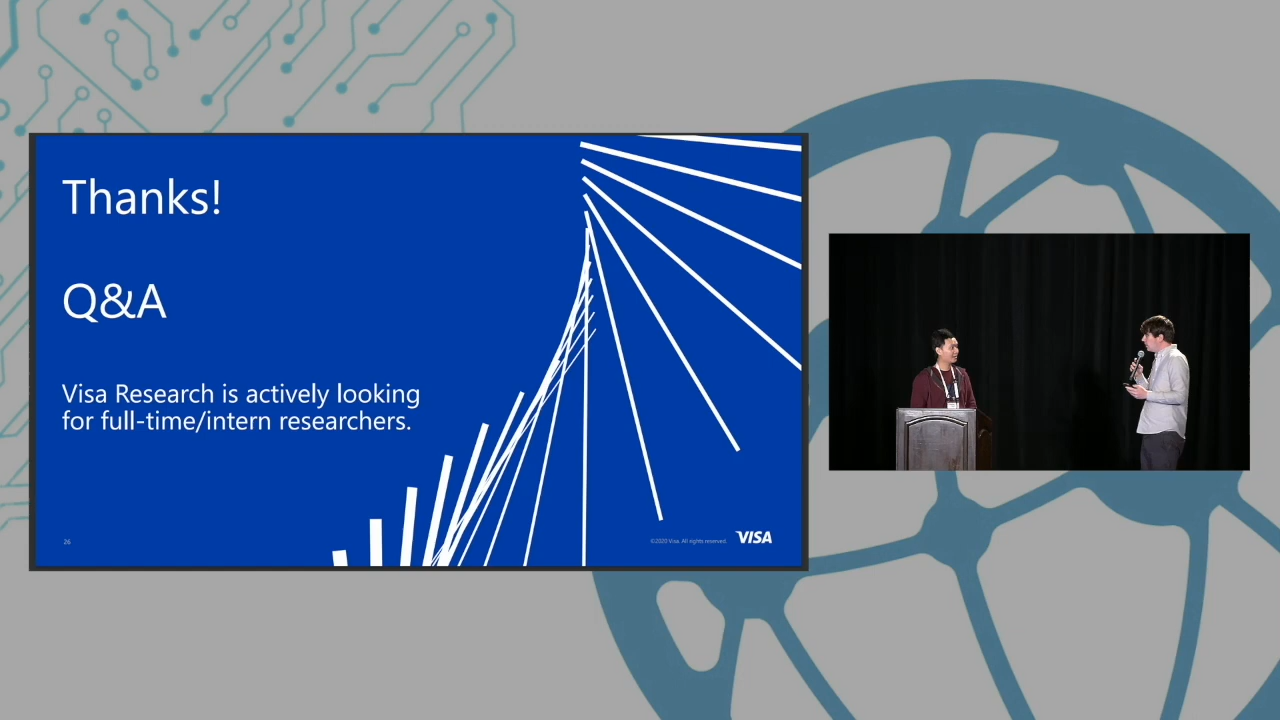 Thanks!
Q&A
Visa Research is actively looking
for full-time/intern researchers.
26
©2020 Visa. All rights reserved.
VISA